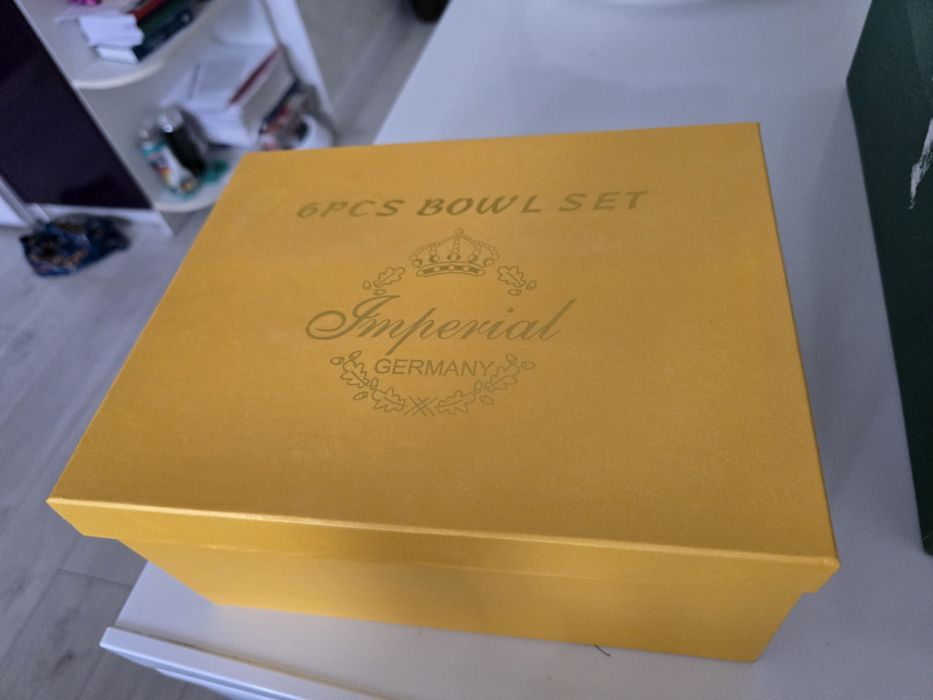 6PCS BOWL SET
Imperial
GERMANY